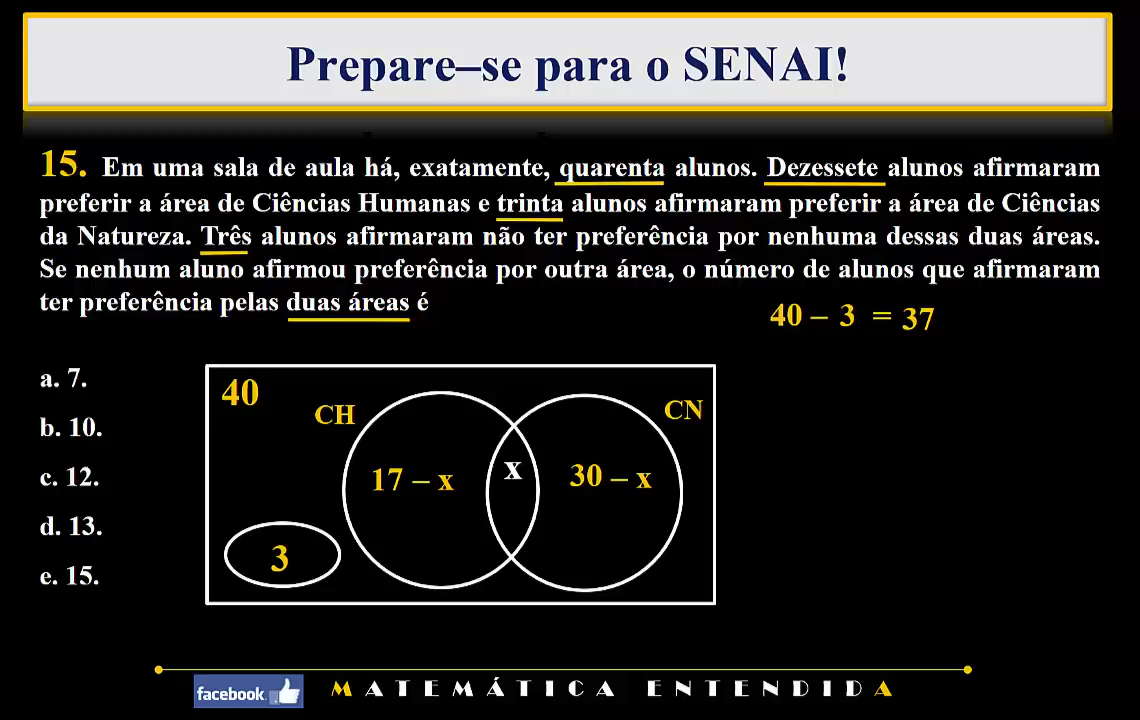 Prepare–se para o SENAI!
15. Em uma sala de aula há, exatamente, quarenta alunos. Dezessete alunos afirmaram
preferir a área de Ciências Humanas e trinta alunos afirmaram preferir a área de Ciências
da Natureza. Três alunos afirmaram não ter preferência por nenhuma dessas duas áreas.
Se nenhum aluno afirmou preferência por outra área, o número de alunos que afirmaram
ter preferência pelas duas áreas é
40 – 3 = 37
a. 7.
b. 10.
c. 12.
d. 13.
e. 15.
40
CH
CN
17 – x
x
30 – x
3
facebook
MATEMÁTICA ENTENDIDA